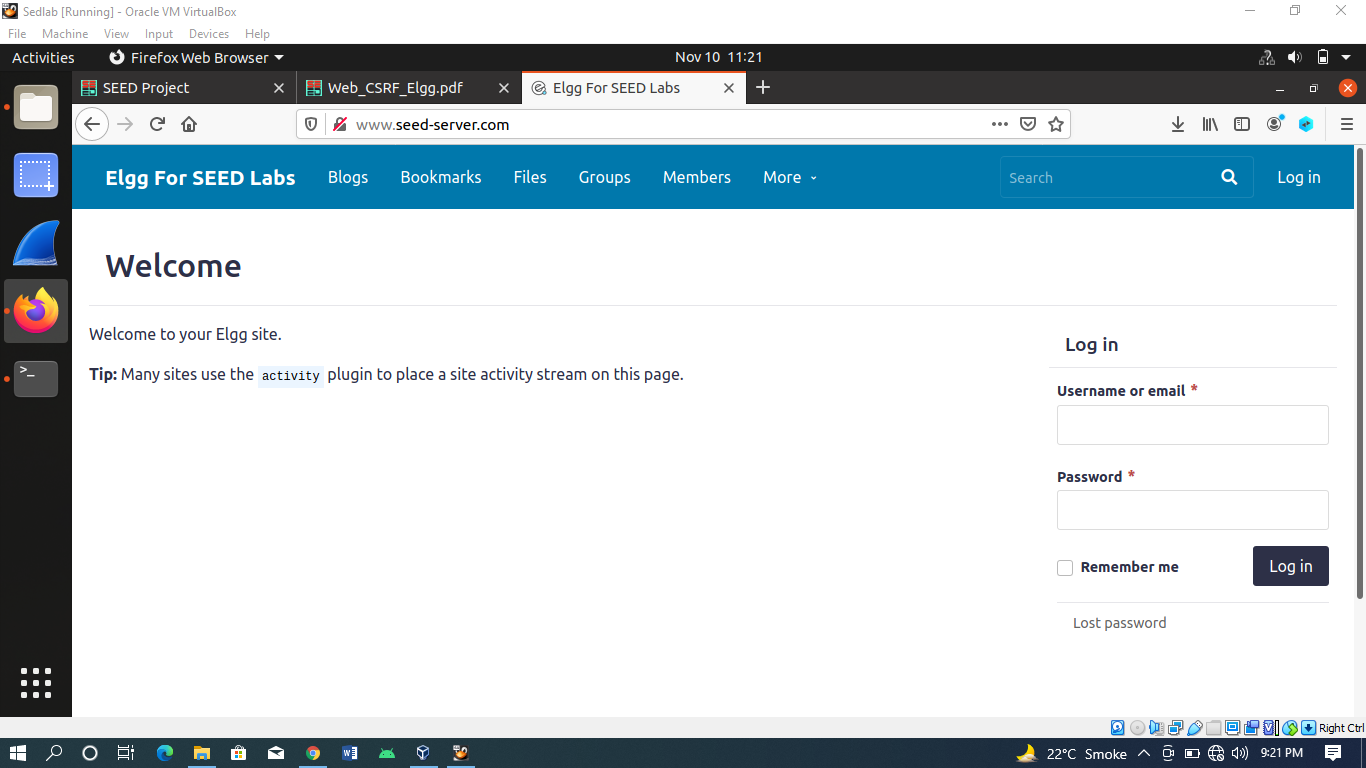 Sedlab [Running] - Oracle VM VirtualBox
File Machine View Input Devices Help
Activities Firefox Web Browser Nov 10 11:21
SEED Project Web_CSRF_Elgg.pdf Elgg For SEED Labs
www.seed-server.com
Elgg For SEED Labs Blogs Bookmarks Files Groups Members More Search Log in
Welcome
Welcome to your Elgg site.
Tip: Many sites use the activity plugin to place a site activity stream on this page.
Log in
Username or email *
Password *
Remember me Log in
Lost password
Right Ctrl
22°C Smoke 9:21 PM